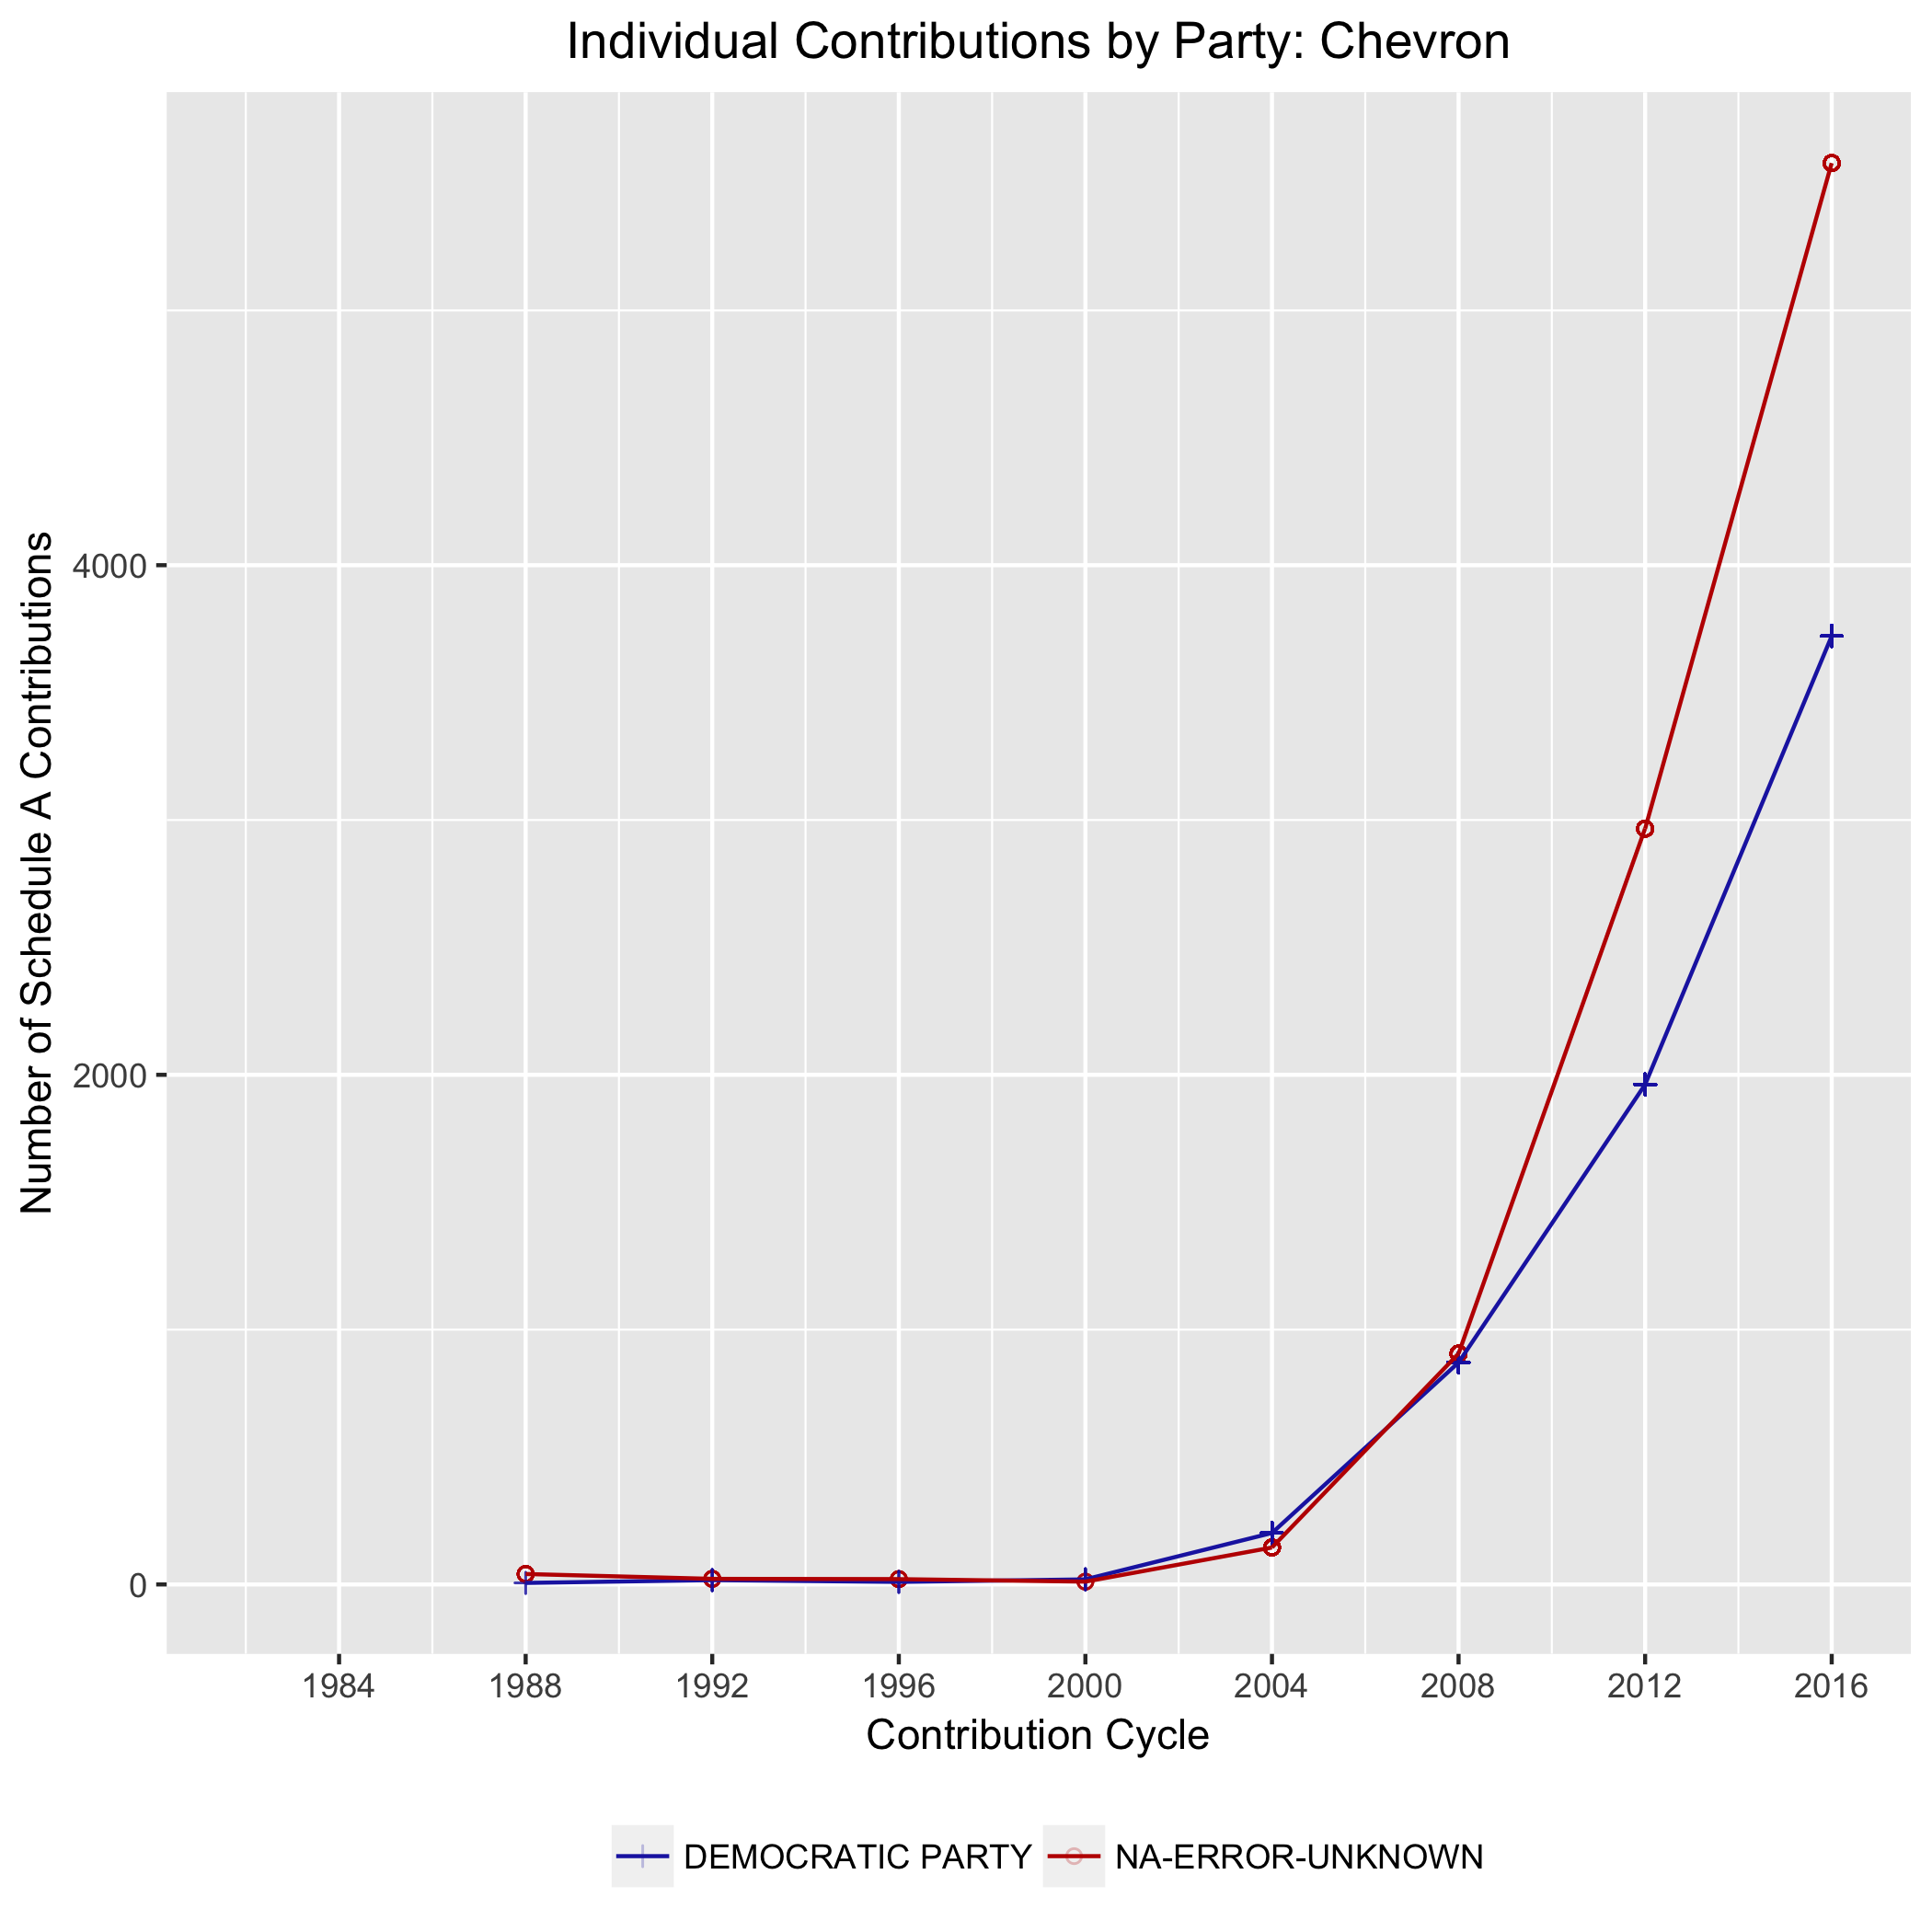 Individual Contributions by Party: Chevron
Number of Schedule A Contributions
4000
2000
0
1984 1988 1992 1996 2000 2004 2008 2012 2016
Contribution Cycle
DEMOCRATIC PARTY NA-ERROR-UNKNOWN